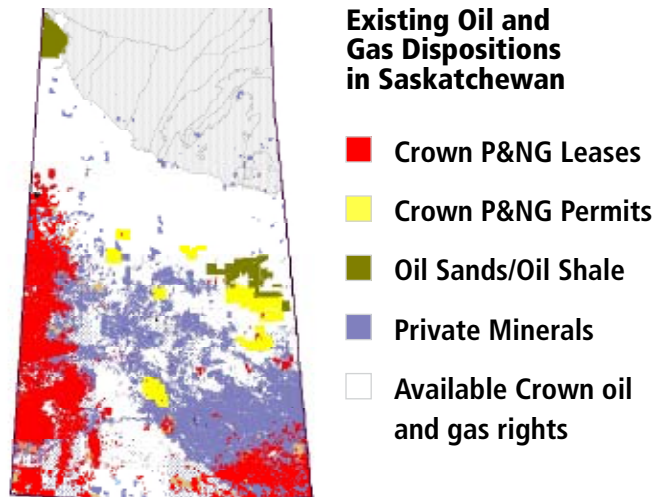 Existing Oil and
Gas Dispositions
in Saskatchewan
Crown P&NG Leases
Crown P&NG Permits
Oil Sands/Oil Shale
Private Minerals
Available Crown oil
and gas rights